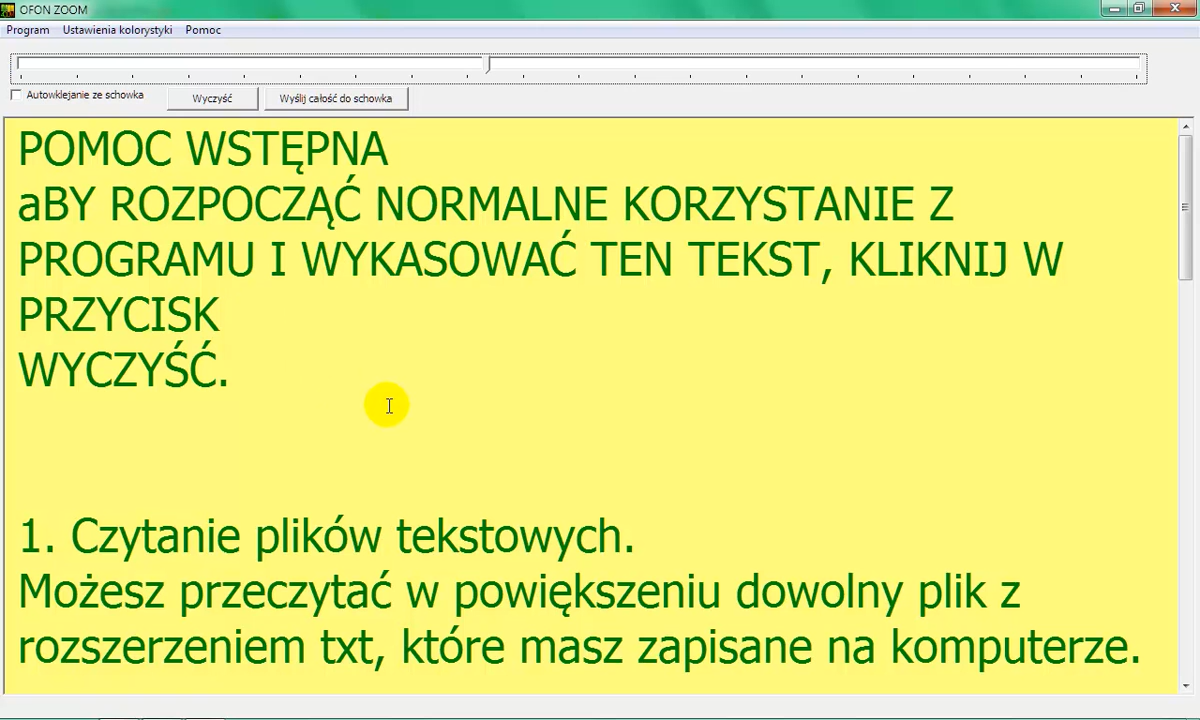 OFON ZOOM
Program Ustawienia kolorystyki Pomoc
Autowklejanie ze schowka Wyczyść Wyślij całość do schowka
POMOC WSTĘPNA
aBY ROZPOCZĄĆ NORMALNE KORZYSTANIE Z
PROGRAMU I WYKASOWAĆ TEN TEKST, KLIKNIJ W
PRZYCISK
WYCZYŚĆ.
1. Czytanie plików tekstowych.
Możesz przeczytać w powiększeniu dowolny plik z
rozszerzeniem txt, które masz zapisane na komputerze.